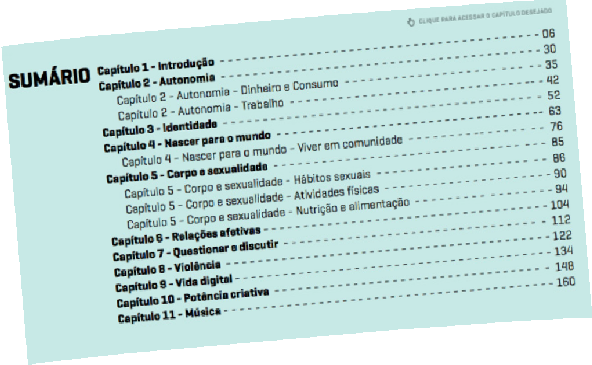 CLIQUE PARA ACESSAR O CAPÍTULO DESEJADO
SUMÁRIO
Capítulo 1 - Introdução 06
Capítulo 2 - Autonomia 30
Capítulo 2 - Autonomia - Dinheiro e Consumo 35
Capítulo 2 - Autonomia - Trabalho 42
Capítulo 3 - Identidade 52
Capítulo 4 - Nascer para o mundo 63
Capítulo 4 - Nascer para o mundo - Viver em comunidade 76
Capítulo 5 - Corpo e sexualidade 85
Capítulo 5 - Corpo e sexualidade - Hábitos sexuais 86
Capítulo 5 - Corpo e sexualidade - Atividades físicas 90
Capítulo 5 - Corpo e sexualidade - Nutrição e alimentação 94
Capítulo 6 - Relações afetivas 104
Capítulo 7 - Questionar e discutir 112
Capítulo 8 - Violência 122
Capítulo 9 - Vida digital 134
Capítulo 10 - Potência criativa 148
Capítulo 11 - Música 160